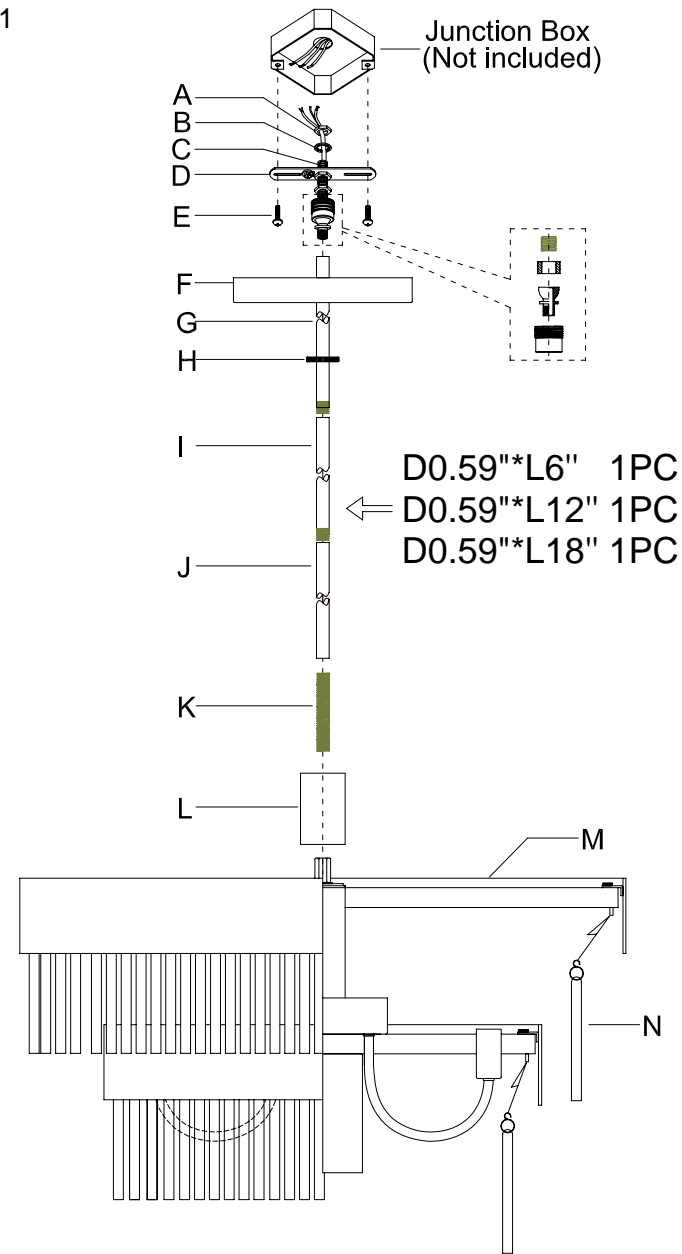 1
Junction Box
(Not included)
A
B
C
D
E
F
G
H
I
D0.59"*L6" 1PC
D0.59"*L12" 1PC
D0.59"*L18" 1PC
J
K
L
M
N